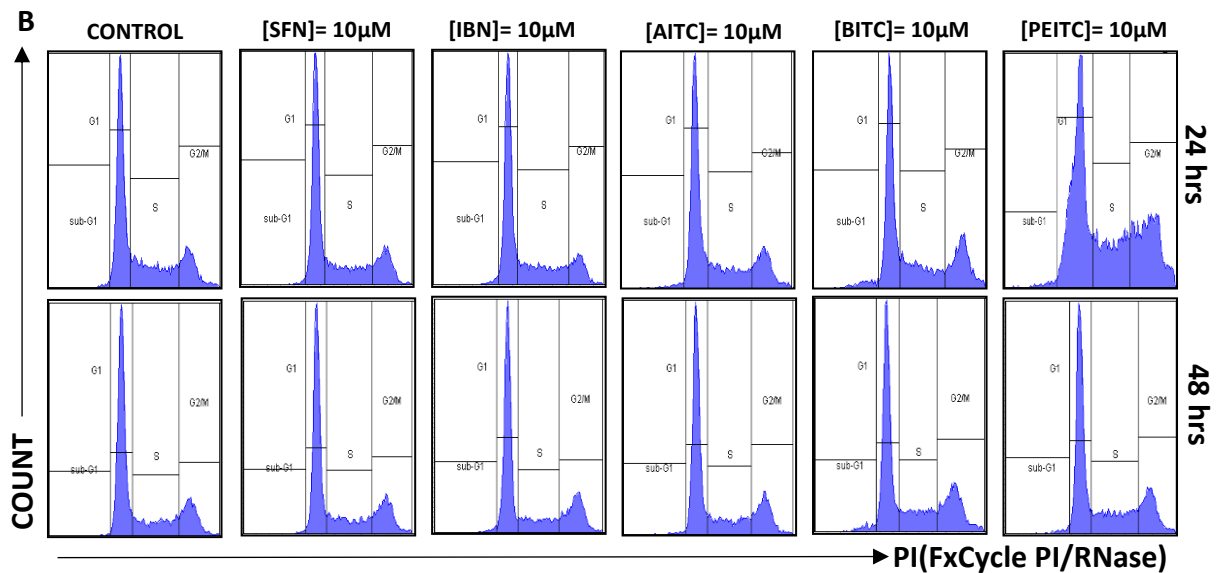 B
CONTROL
[SFN]= 10µM
[IBN]= 10µM
[AITC]= 10µM
[BITC]= 10µM
[PEITC]= 10µM
G1
sub-G1
S
G2/M
G1
sub-G1
S
G2/M
G1
sub-G1
S
G2/M
G1
sub-G1
S
G2/M
G1
sub-G1
S
G2/M
G1
sub-G1
S
G2/M
24 hrs
G1
sub-G1
S
G2/M
G1
sub-G1
S
G2/M
G1
sub-G1
S
G2/M
G1
sub-G1
S
G2/M
G1
sub-G1
S
G2/M
G1
sub-G1
S
G2/M
48 hrs
COUNT
PI(FxCycle PI/RNase)